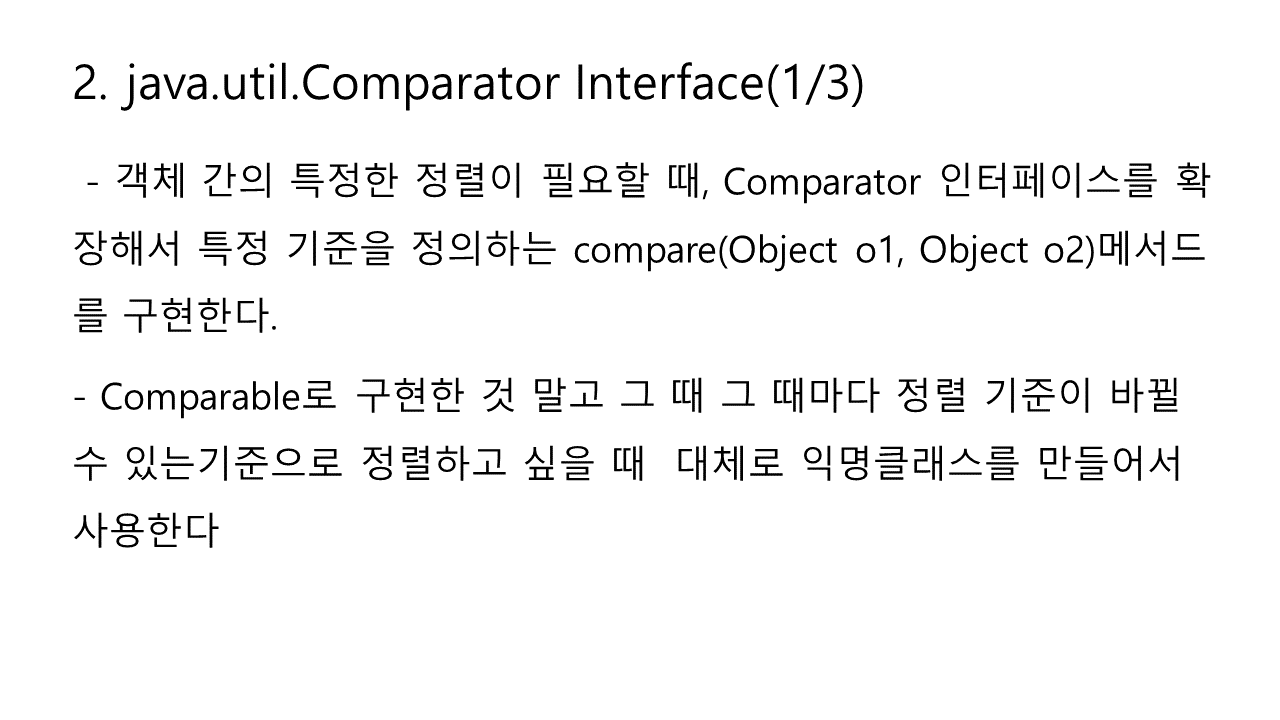 2. java.util.Comparator Interface(1/3)
- 객체 간의 특정한 정렬이 필요할 때, Comparator 인터페이스를 확
장해서 특정 기준을 정의하는 compare(Object o1, Object o2)메서드
를 구현한다.
- Comparable로 구현한 것 말고 그 때 그 때마다 정렬 기준이 바뀔
수 있는기준으로 정렬하고 싶을 때 대체로 익명클래스를 만들어서
사용한다